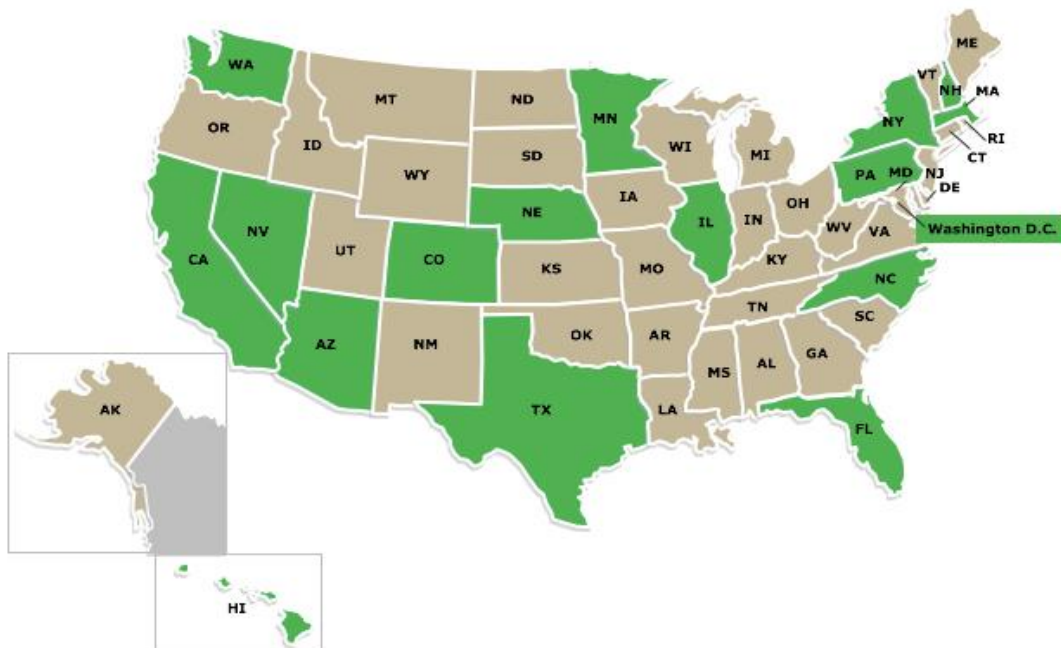 ME
WA
VT
NH
MA
MT
ND
MN
NY
OR
RI
ID
WI
CT
SD
MI
PA
MD
NJ
WY
DE
IA
NE
OH
IL
IN
NV
WV
VA
Washington D.C.
UT
CO
CA
KS
MO
KY
NC
TN
SC
OK
AR
AZ
NM
GA
MS
AL
LA
TX
AK
FL
HI